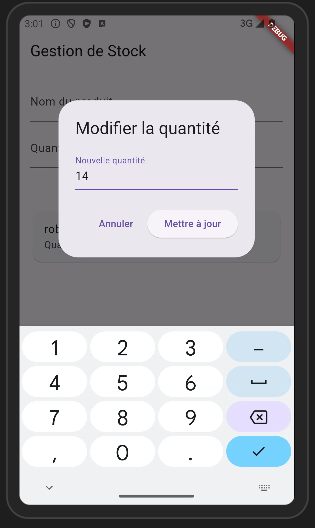 3:01 3G
DEBUG
Gestion de Stock
Nom du produit
Quan
Modifier la quantité
Nouvelle quantité
14
Annuler Mettre à jour
rob
Qua
1 2 3 –
4 5 6
7 8 9
, 0 .